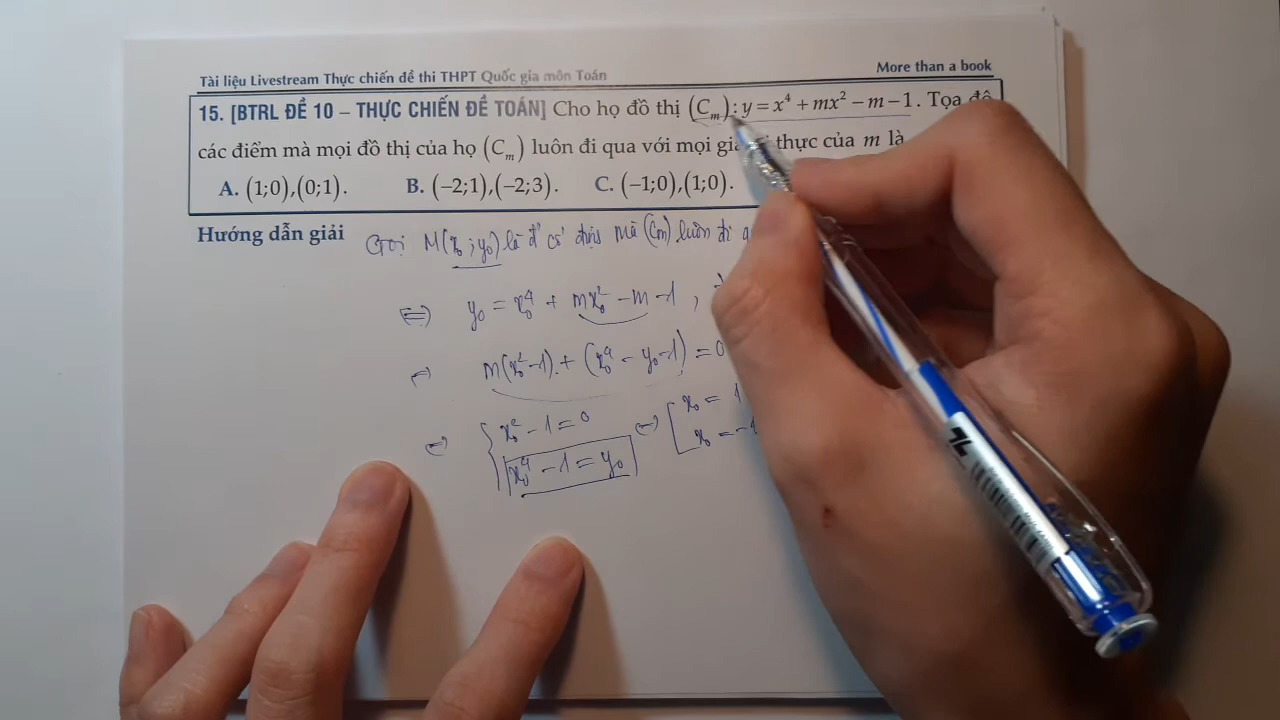 Tài liệu Livestream Thực chiến đề thi THPT Quốc gia môn Toán
More than a book
15. [BTRL ĐỀ 10 – THỰC CHIẾN ĐỀ TOÁN] Cho họ đồ thị (Cₘ): y = x⁴ + mx² − m − 1. Tọa độ
các điểm mà mọi đồ thị của họ (Cₘ) luôn đi qua với mọi giá trị thực của m là
A. (1;0),(0;1). B. (−2;1),(−2;3). C. (−1;0),(1;0).
Hướng dẫn giải
Gọi M(x₀; y₀) là đ' cố định mà (Cm) luôn đi
⇔ y₀ = x₀⁴ + mx₀² − m − 1 ,
⇔ m(x₀² − 1) + (x₀⁴ − y₀ − 1) = 0
⇔ { x₀² − 1 = 0 ⇔ [ x₀ = 1
x₀⁴ − 1 = y₀ x₀ = −1